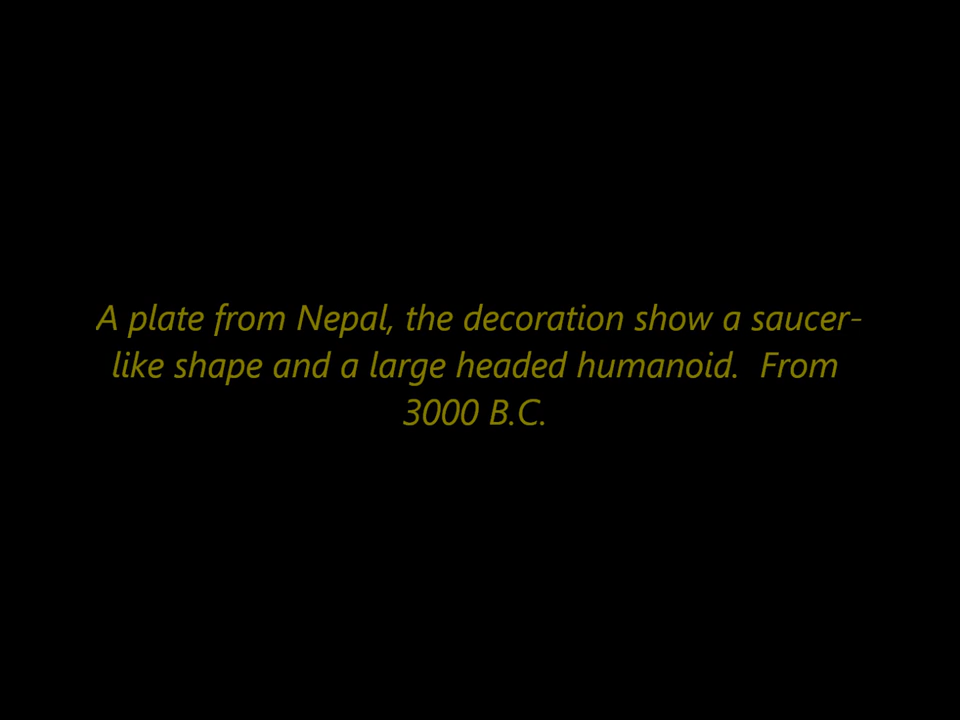 A plate from Nepal, the decoration show a saucer-
like shape and a large headed humanoid.  From
3000 B.C.